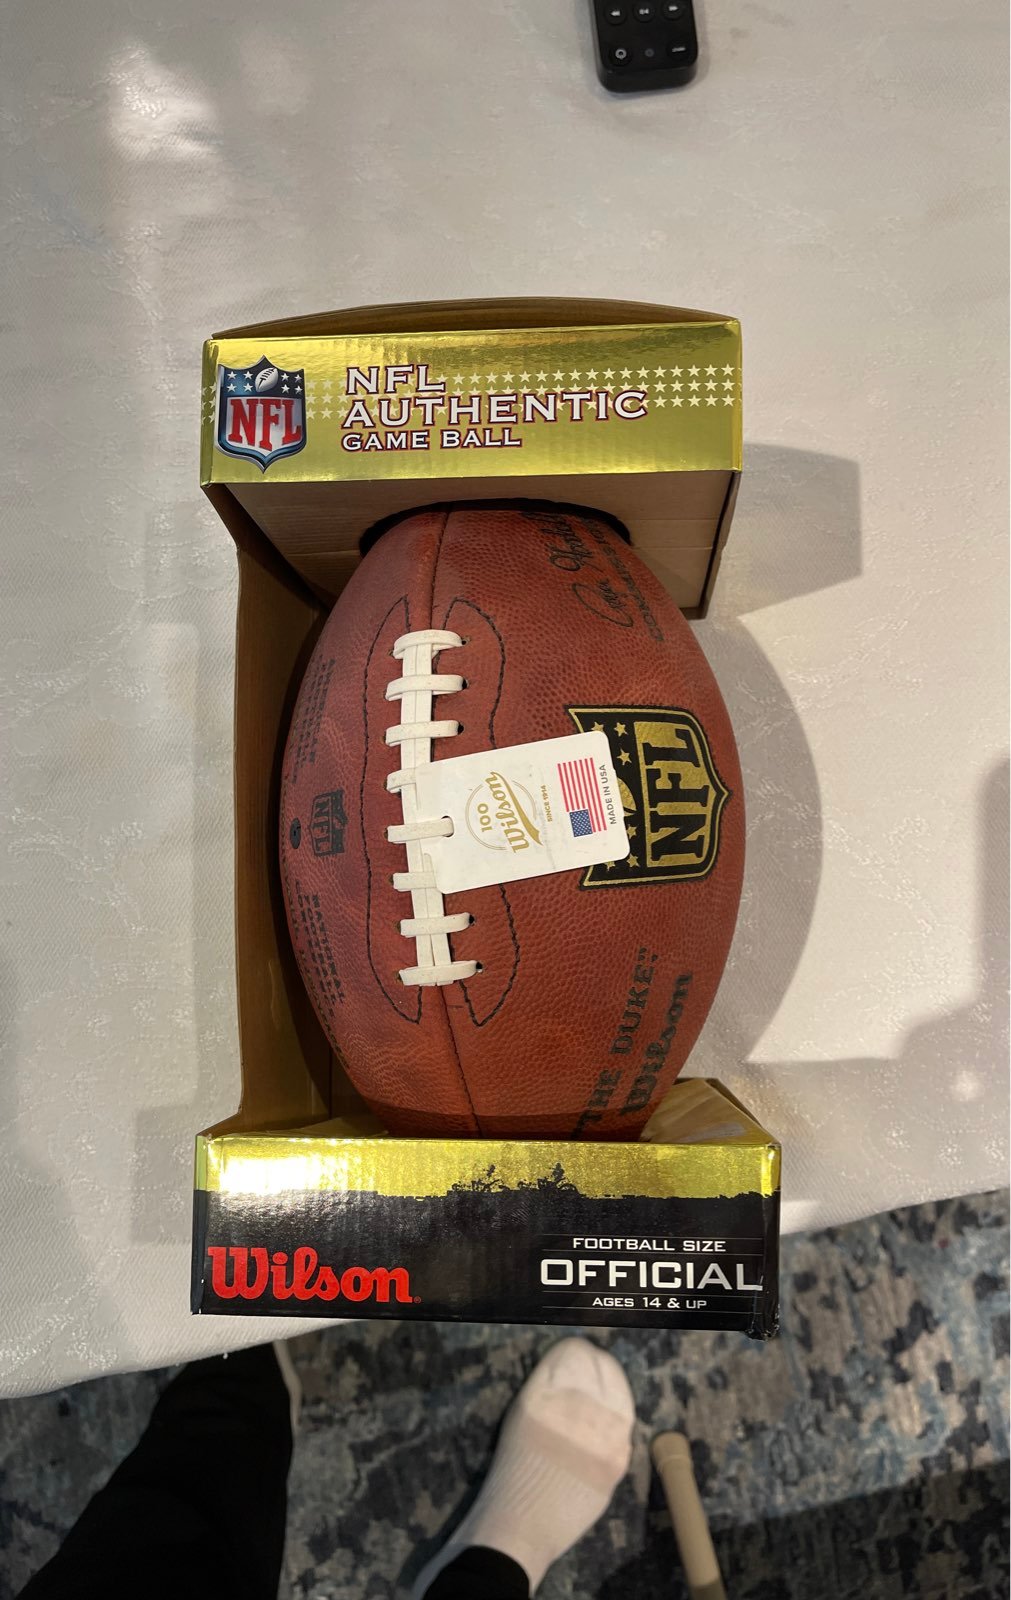 NFL
NFL
AUTHENTIC
GAME BALL
NFL
100
Wilson
SINCE 1914
MADE IN USA
NFL
"THE DUKE"
Wilson
Wilson
FOOTBALL SIZE
OFFICIAL
AGES 14 & UP